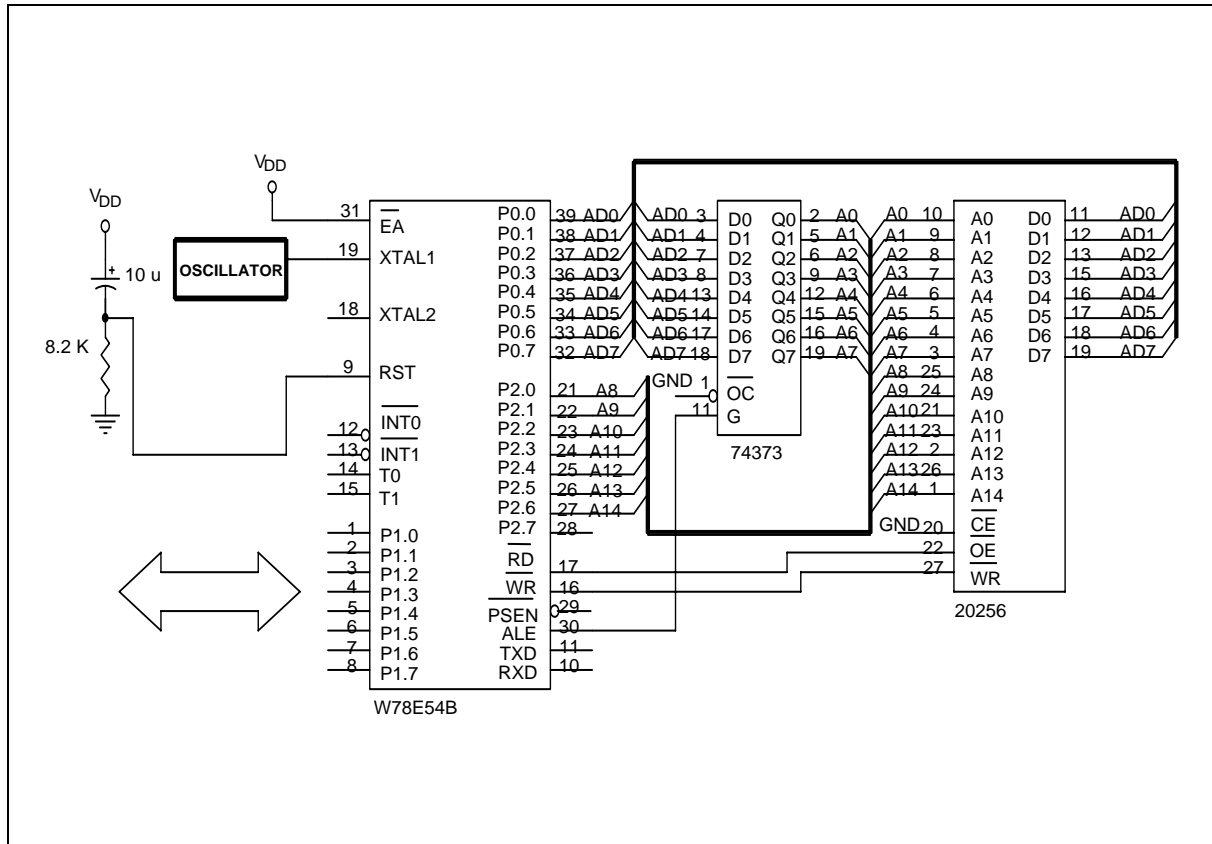 VDD
VDD
10 u
8.2 K
OSCILLATOR
31 EA
19 XTAL1
18 XTAL2
9 RST
12 INT0
13 INT1
14 T0
15 T1
1 P1.0
2 P1.1
3 P1.2
4 P1.3
5 P1.4
6 P1.5
7 P1.6
8 P1.7
P0.0 39 AD0
P0.1 38 AD1
P0.2 37 AD2
P0.3 36 AD3
P0.4 35 AD4
P0.5 34 AD5
P0.6 33 AD6
P0.7 32 AD7
P2.0 21 A8
P2.1 22 A9
P2.2 23 A10
P2.3 24 A11
P2.4 25 A12
P2.5 26 A13
P2.6 27 A14
P2.7 28
RD 17
WR 16
PSEN 29
ALE 30
TXD 11
RXD 10
W78E54B
AD0 3 D0 Q0 2 A0
AD1 4 D1 Q1 5 A1
AD2 7 D2 Q2 6 A2
AD3 8 D3 Q3 9 A3
AD4 13 D4 Q4 12 A4
AD5 14 D5 Q5 15 A5
AD6 17 D6 Q6 16 A6
AD7 18 D7 Q7 19 A7
GND 1 OC
11 G
74373
A0 10 A0 D0 11 AD0
A1 9 A1 D1 12 AD1
A2 8 A2 D2 13 AD2
A3 7 A3 D3 15 AD3
A4 6 A4 D4 16 AD4
A5 5 A5 D5 17 AD5
A6 4 A6 D6 18 AD6
A7 3 A7 D7 19 AD7
A8 25 A8
A9 24 A9
A10 21 A10
A11 23 A11
A12 2 A12
A13 26 A13
A14 1 A14
GND 20 CE
22 OE
27 WR
20256